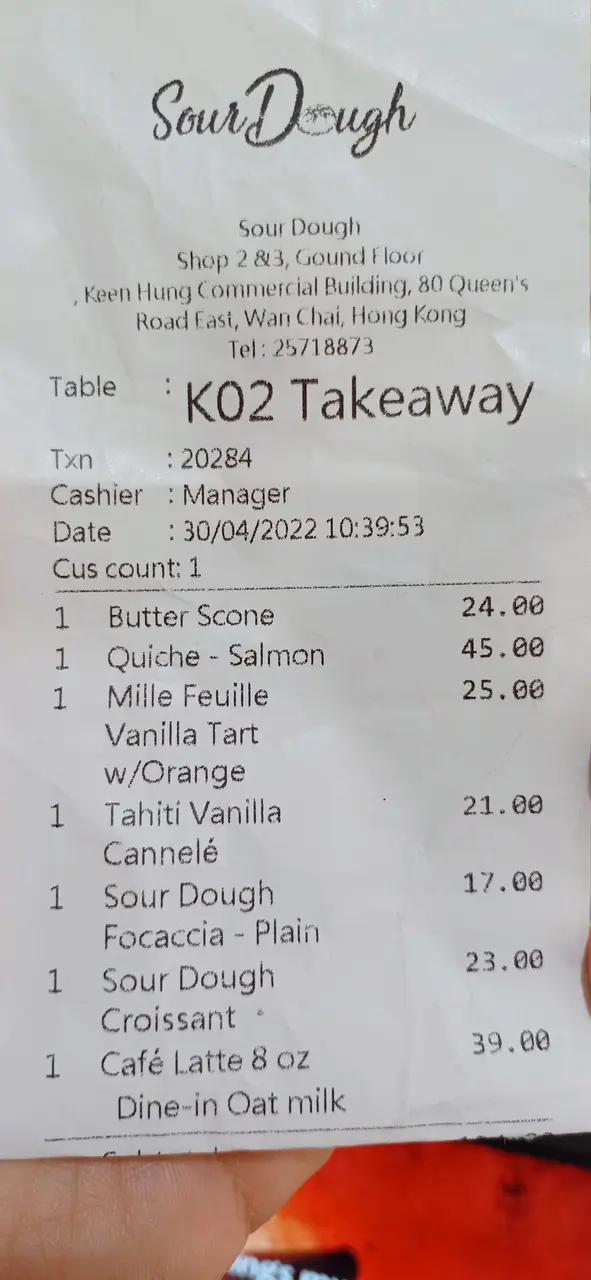 Sour Dough
Sour Dough
Shop 2 &3, Gound Floor
, Keen Hung Commercial Building, 80 Queen's
Road East, Wan Chai, Hong Kong
Tel : 25718873
Table : K02 Takeaway
Txn : 20284
Cashier : Manager
Date : 30/04/2022 10:39:53
Cus count: 1
1 Butter Scone 24.00
1 Quiche - Salmon 45.00
1 Mille Feuille 25.00
Vanilla Tart
w/Orange
1 Tahiti Vanilla 21.00
Cannelé
1 Sour Dough 17.00
Focaccia - Plain
1 Sour Dough 23.00
Croissant
1 Café Latte 8 oz 39.00
Dine-in Oat milk